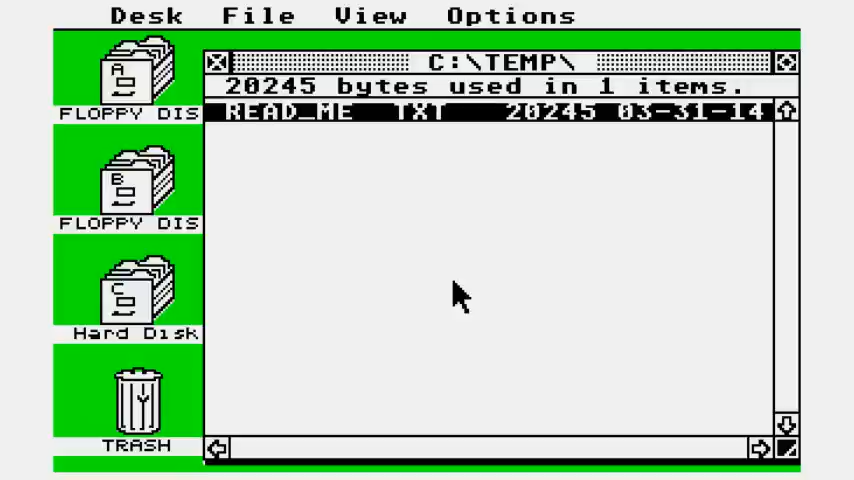 Desk File View Options
A
FLOPPY DIS
B
FLOPPY DIS
C
Hard Disk
TRASH
C:\TEMP\
20245 bytes used in 1 items.
READ_ME TXT 20245 03-31-14